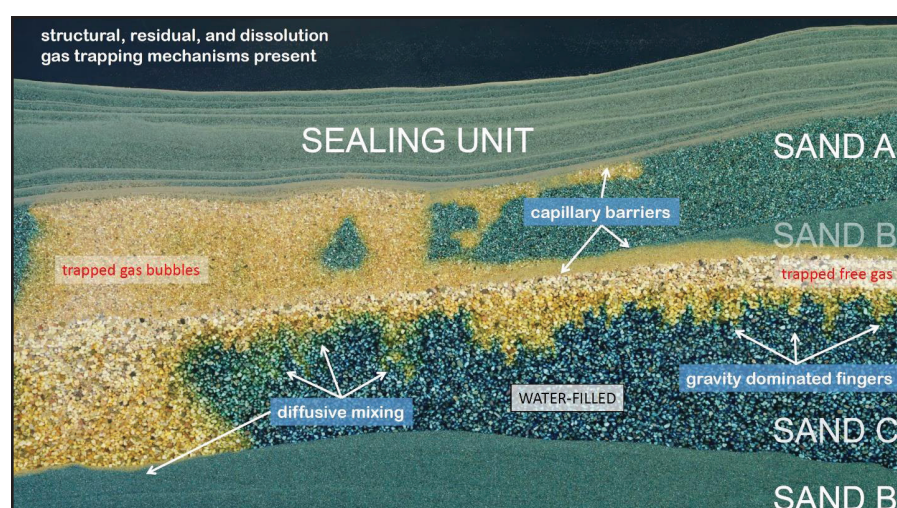 structural, residual, and dissolution
gas trapping mechanisms present
SEALING UNIT
SAND A
capillary barriers
SAND B
trapped gas bubbles
trapped free gas
gravity dominated fingers
WATER-FILLED
diffusive mixing
SAND C
SAND B